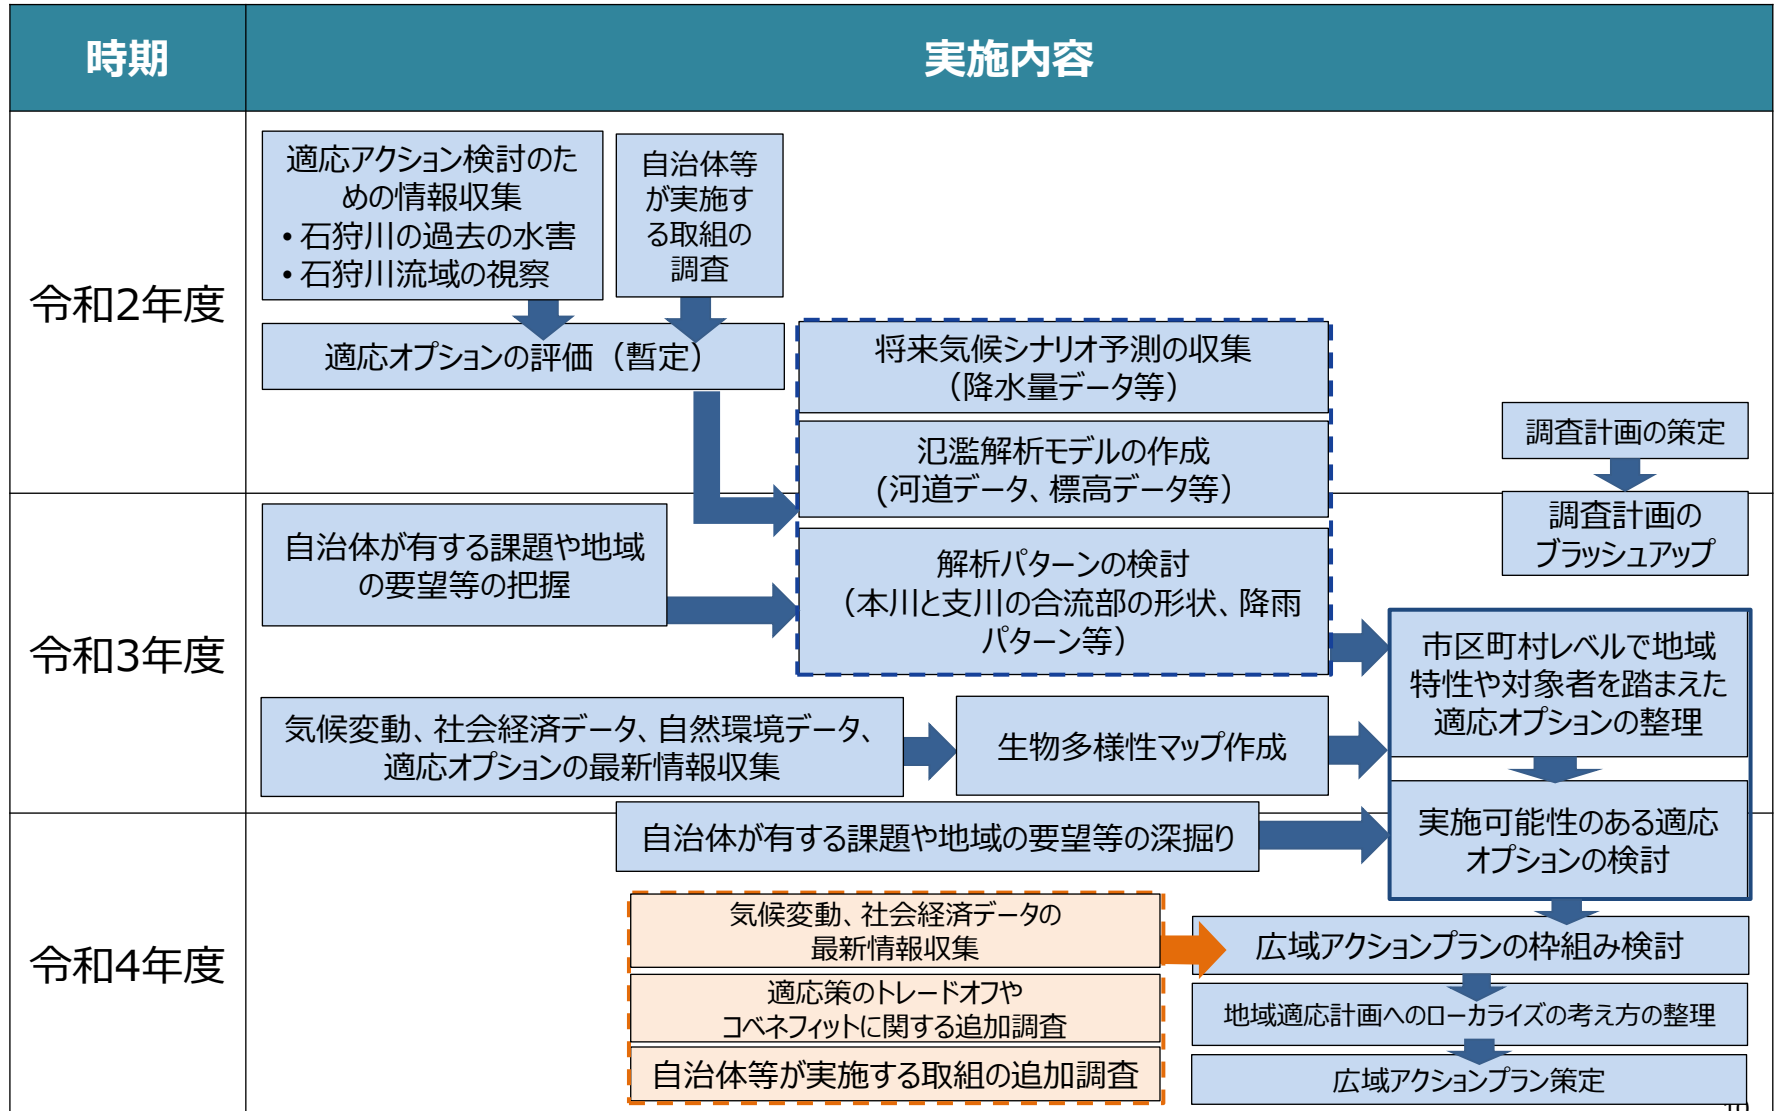 時期
実施内容
令和2年度
適応アクション検討のた
めの情報収集
• 石狩川の過去の水害
• 石狩川流域の視察
自治体等
が実施す
る取組の
調査
適応オプションの評価（暫定）
将来気候シナリオ予測の収集
（降水量データ等）
氾濫解析モデルの作成
(河道データ、標高データ等）
調査計画の策定
令和3年度
調査計画の
ブラッシュアップ
自治体が有する課題や地域
の要望等の把握
解析パターンの検討
（本川と支川の合流部の形状、降雨
パターン等）
市区町村レベルで地域
特性や対象者を踏まえた
適応オプションの整理
気候変動、社会経済データ、自然環境データ、
適応オプションの最新情報収集
生物多様性マップ作成
自治体が有する課題や地域の要望等の深掘り
実施可能性のある適応
オプションの検討
令和4年度
気候変動、社会経済データの
最新情報収集
適応策のトレードオフや
コベネフィットに関する追加調査
自治体等が実施する取組の追加調査
広域アクションプランの枠組み検討
地域適応計画へのローカライズの考え方の整理
広域アクションプラン策定